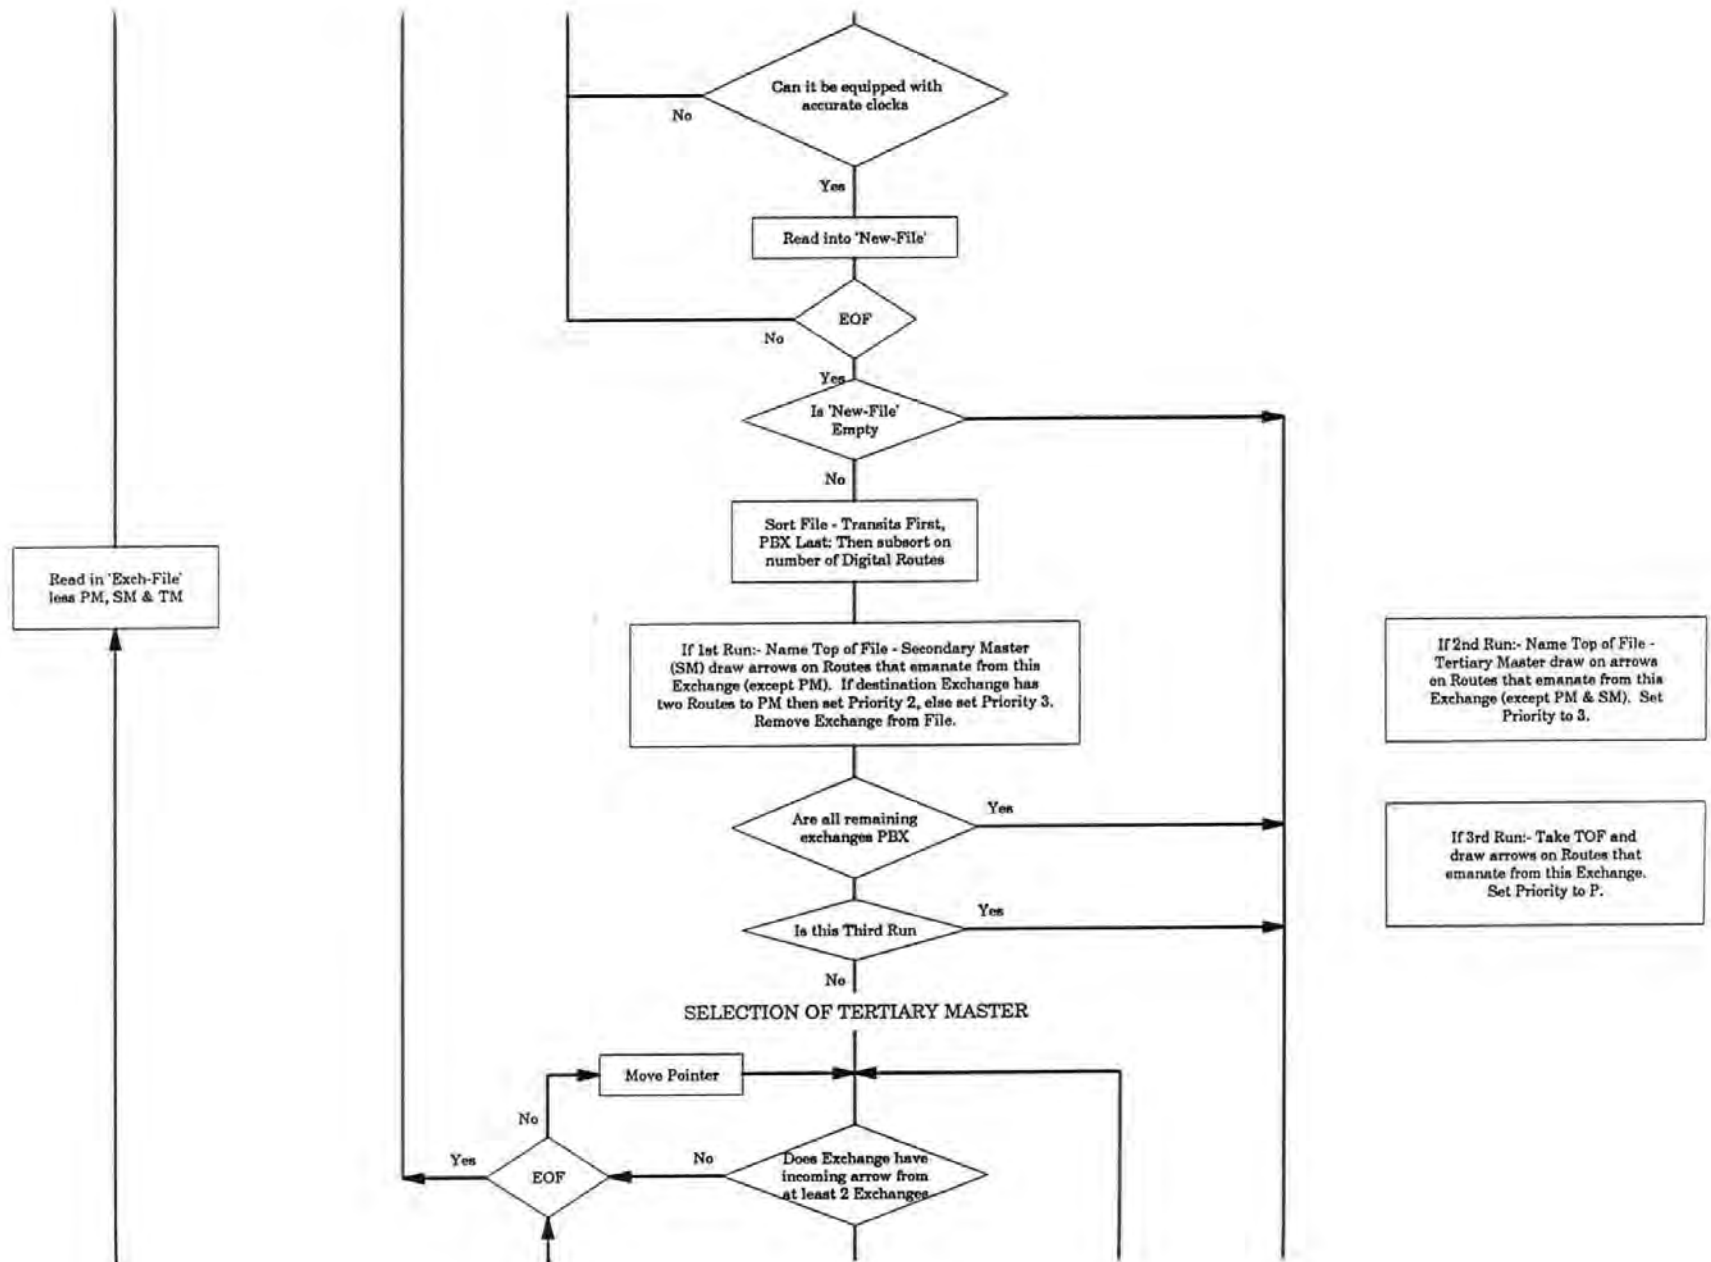 Can it be equipped with
accurate clocks
No
Yes
Read into 'New-File'
EOF
No
Yes
Is 'New-File'
Empty
No
Sort File - Transits First,
PBX Last: Then subsort on
number of Digital Routes
Read in 'Exch-File'
less PM, SM & TM
If 1st Run:- Name Top of File - Secondary Master
(SM) draw arrows on Routes that emanate from this
Exchange (except PM). If destination Exchange has
two Routes to PM then set Priority 2, else set Priority 3.
Remove Exchange from File.
If 2nd Run:- Name Top of File -
Tertiary Master draw on arrows
on Routes that emanate from this
Exchange (except PM & SM). Set
Priority to 3.
Are all remaining
exchanges PBX
Yes
If 3rd Run:- Take TOF and
draw arrows on Routes that
emanate from this Exchange.
Set Priority to P.
Is this Third Run
Yes
No
SELECTION OF TERTIARY MASTER
Move Pointer
No
Yes
EOF
No
Does Exchange have
incoming arrow from
at least 2 Exchanges